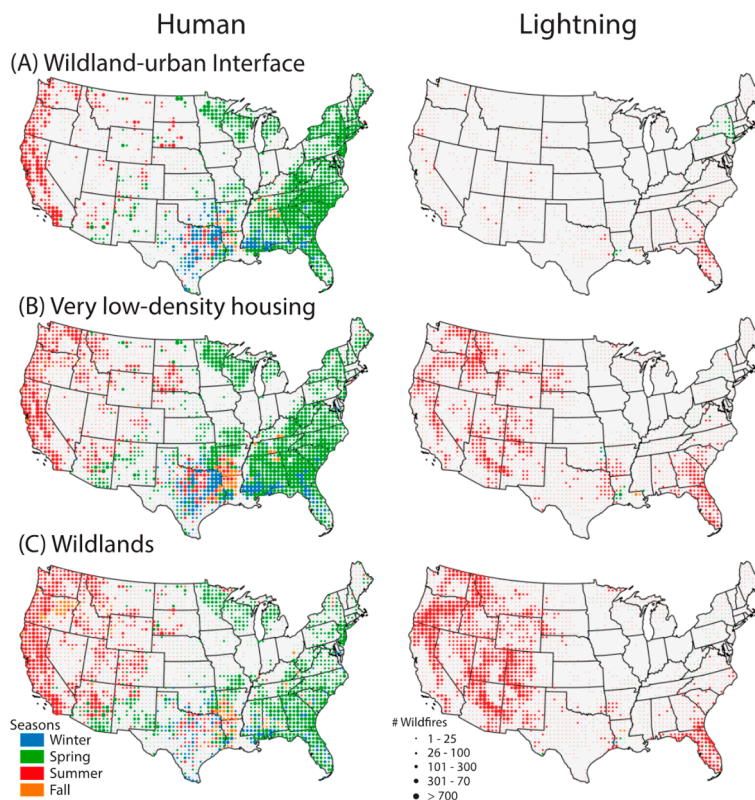 Human
Lightning
(A) Wildland-urban Interface
(B) Very low-density housing
(C) Wildlands
Seasons
Winter
Spring
Summer
Fall
# Wildfires
1 - 25
26 - 100
101 - 300
301 - 70
> 700